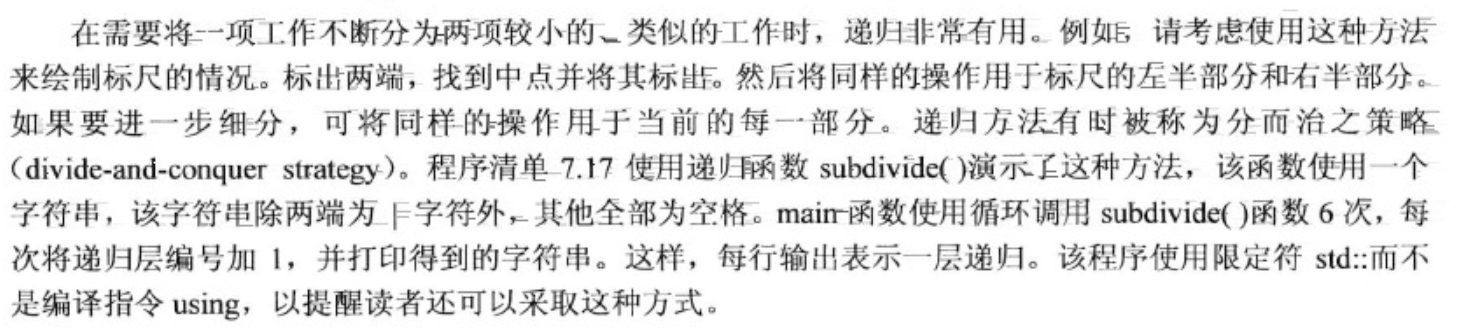 在需要将一项工作不断分为两项较小的、类似的工作时，递归非常有用。例如，请考虑使用这种方法
来绘制标尺的情况。标出两端，找到中点并将其标出。然后将同样的操作用于标尺的左半部分和右半部分。
如果要进一步细分，可将同样的操作用于当前的每一部分。递归方法有时被称为分而治之策略
（divide-and-conquer strategy）。程序清单 7.17 使用递归函数 subdivide( )演示了这种方法，该函数使用一个
字符串，该字符串除两端为 | 字符外，其他全部为空格。main 函数使用循环调用 subdivide( )函数 6 次，每
次将递归层编号加 1，并打印得到的字符串。这样，每行输出表示一层递归。该程序使用限定符 std::而不
是编译指令 using，以提醒读者还可以采取这种方式。